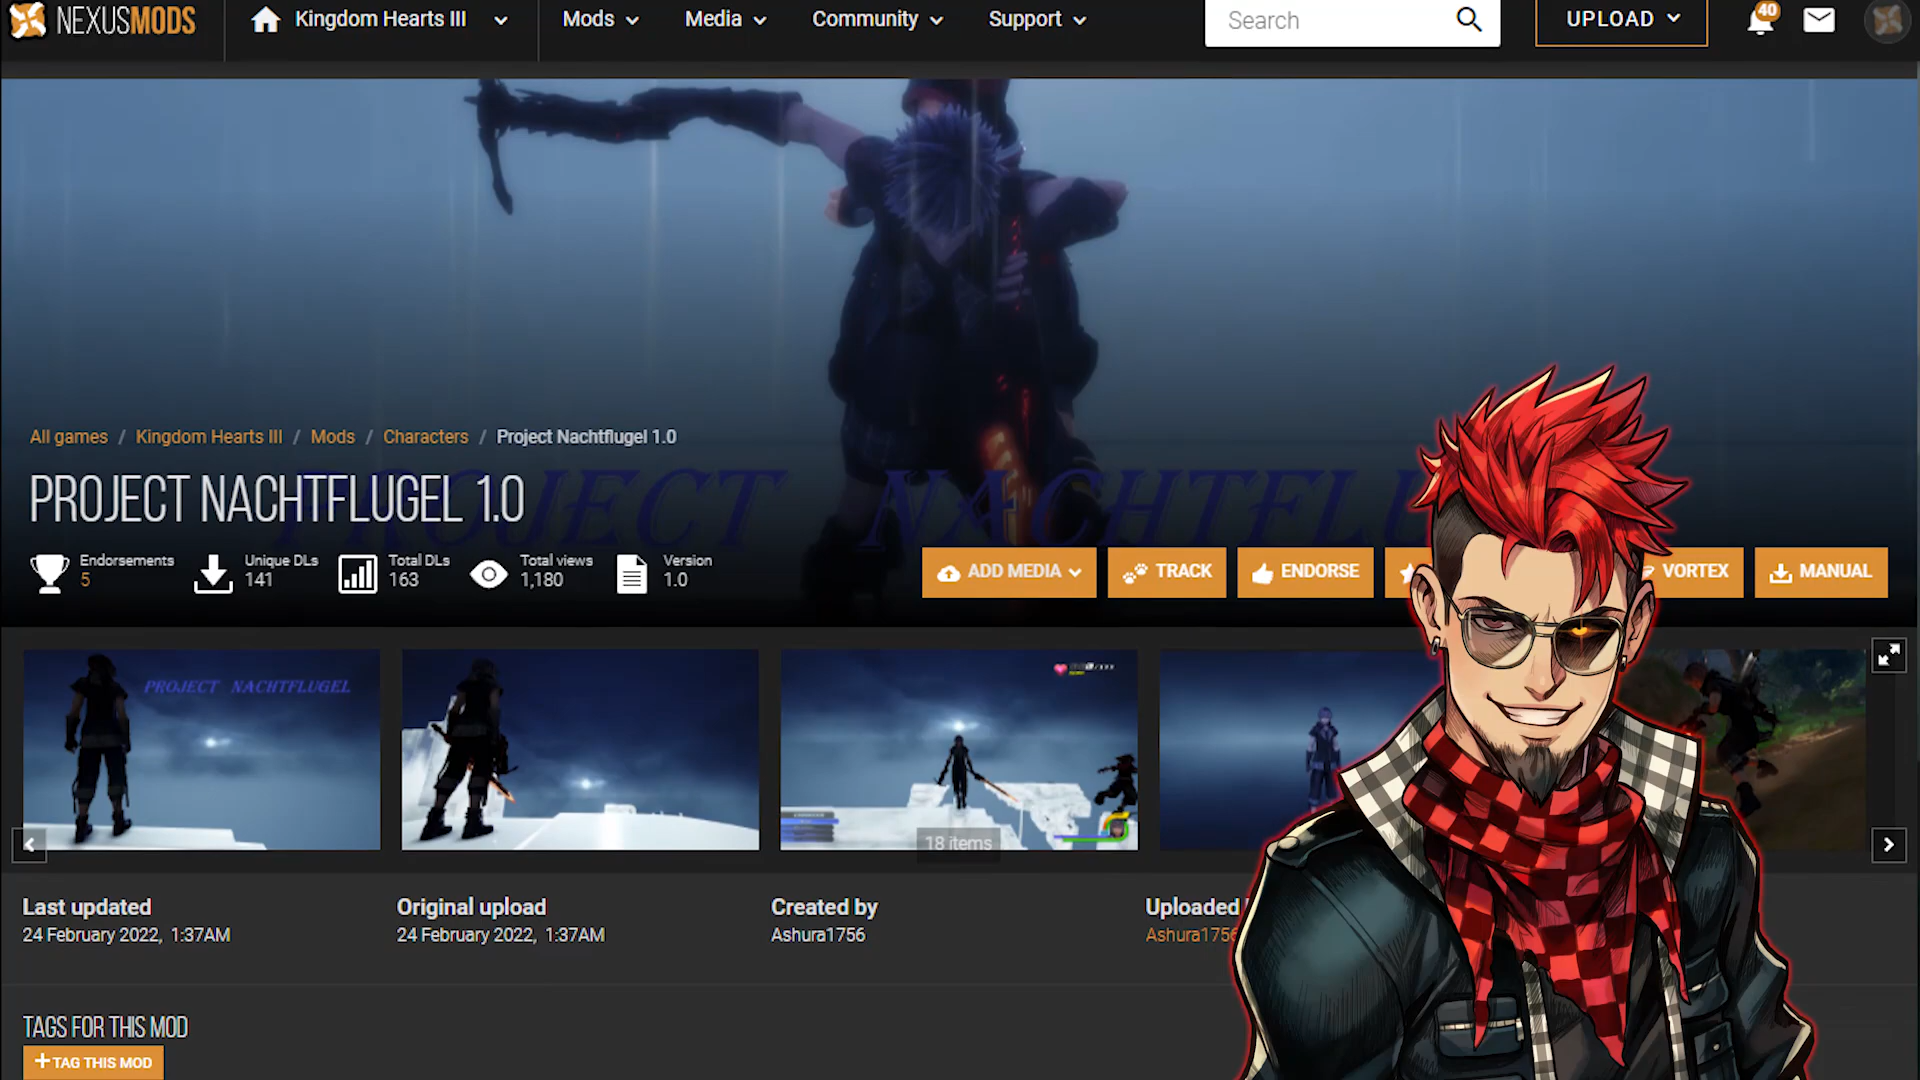 NEXUSMODS
Kingdom Hearts III
Mods
Media
Community
Support
Search
UPLOAD
40
All games / Kingdom Hearts III / Mods / Characters / Project Nachtflugel 1.0
PROJECT NACHTFLU
PROJECT NACHTFLUGEL 1.0
Endorsements
5
Unique DLs
141
Total DLs
163
Total views
1,180
Version
1.0
ADD MEDIA
TRACK
ENDORSE
VORTEX
MANUAL
PROJECT NACHTFLUGEL
18 items
Last updated
24 February 2022, 1:37AM
Original upload
24 February 2022, 1:37AM
Created by
Ashura1756
Uploaded
Ashura1756
TAGS FOR THIS MOD
+TAG THIS MOD